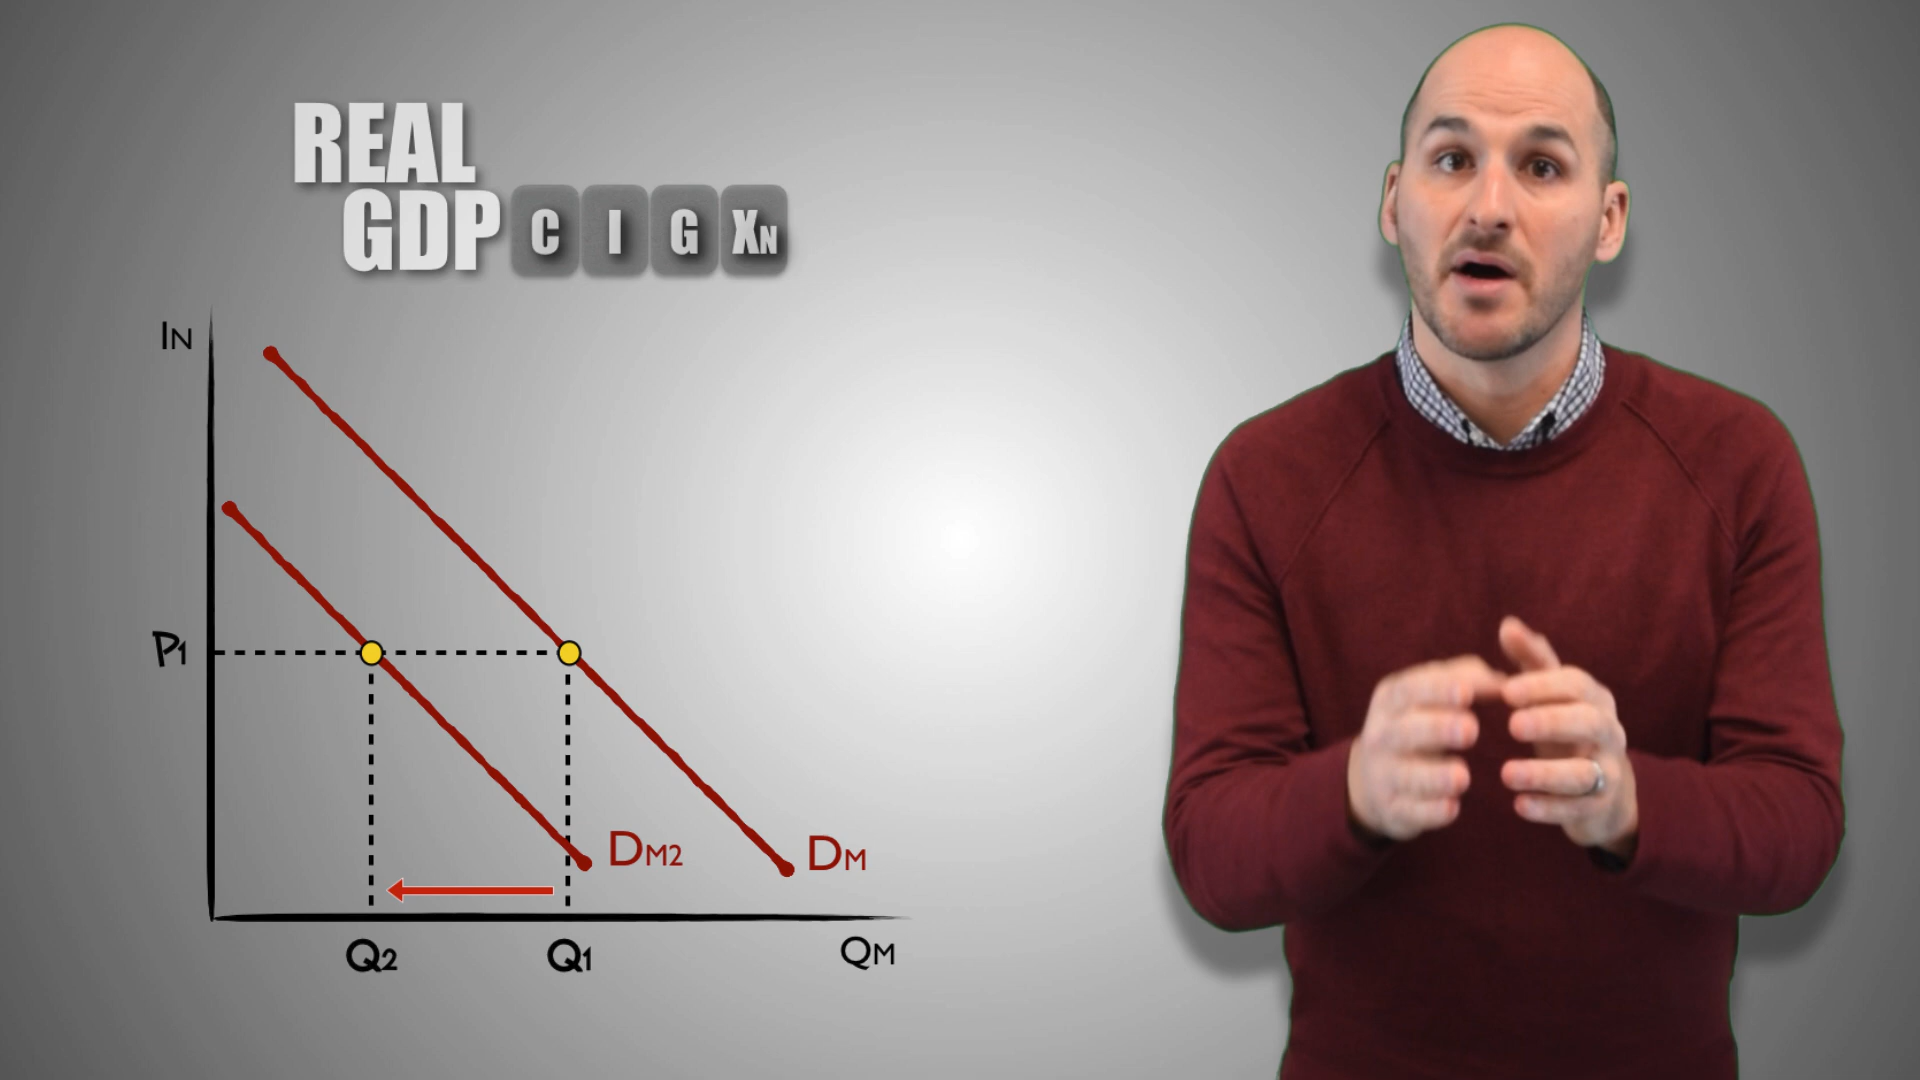 REAL
GDP C I G XN
IN
P1
DM2 DM
Q2 Q1 QM